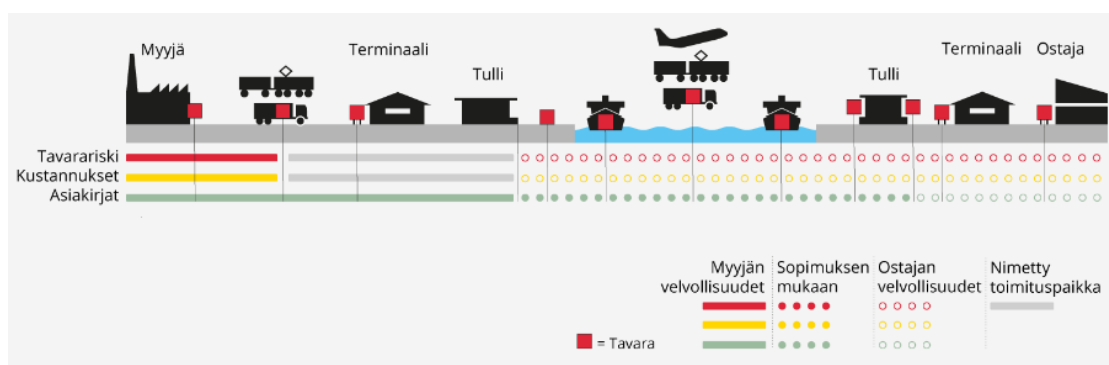 Myyjä
Terminaali
Tulli
Tulli
Terminaali
Ostaja
Tavarariski
Kustannukset
Asiakirjat
Myyjän
velvollisuudet
Sopimuksen
mukaan
Ostajan
velvollisuudet
Nimetty
toimituspaikka
= Tavara